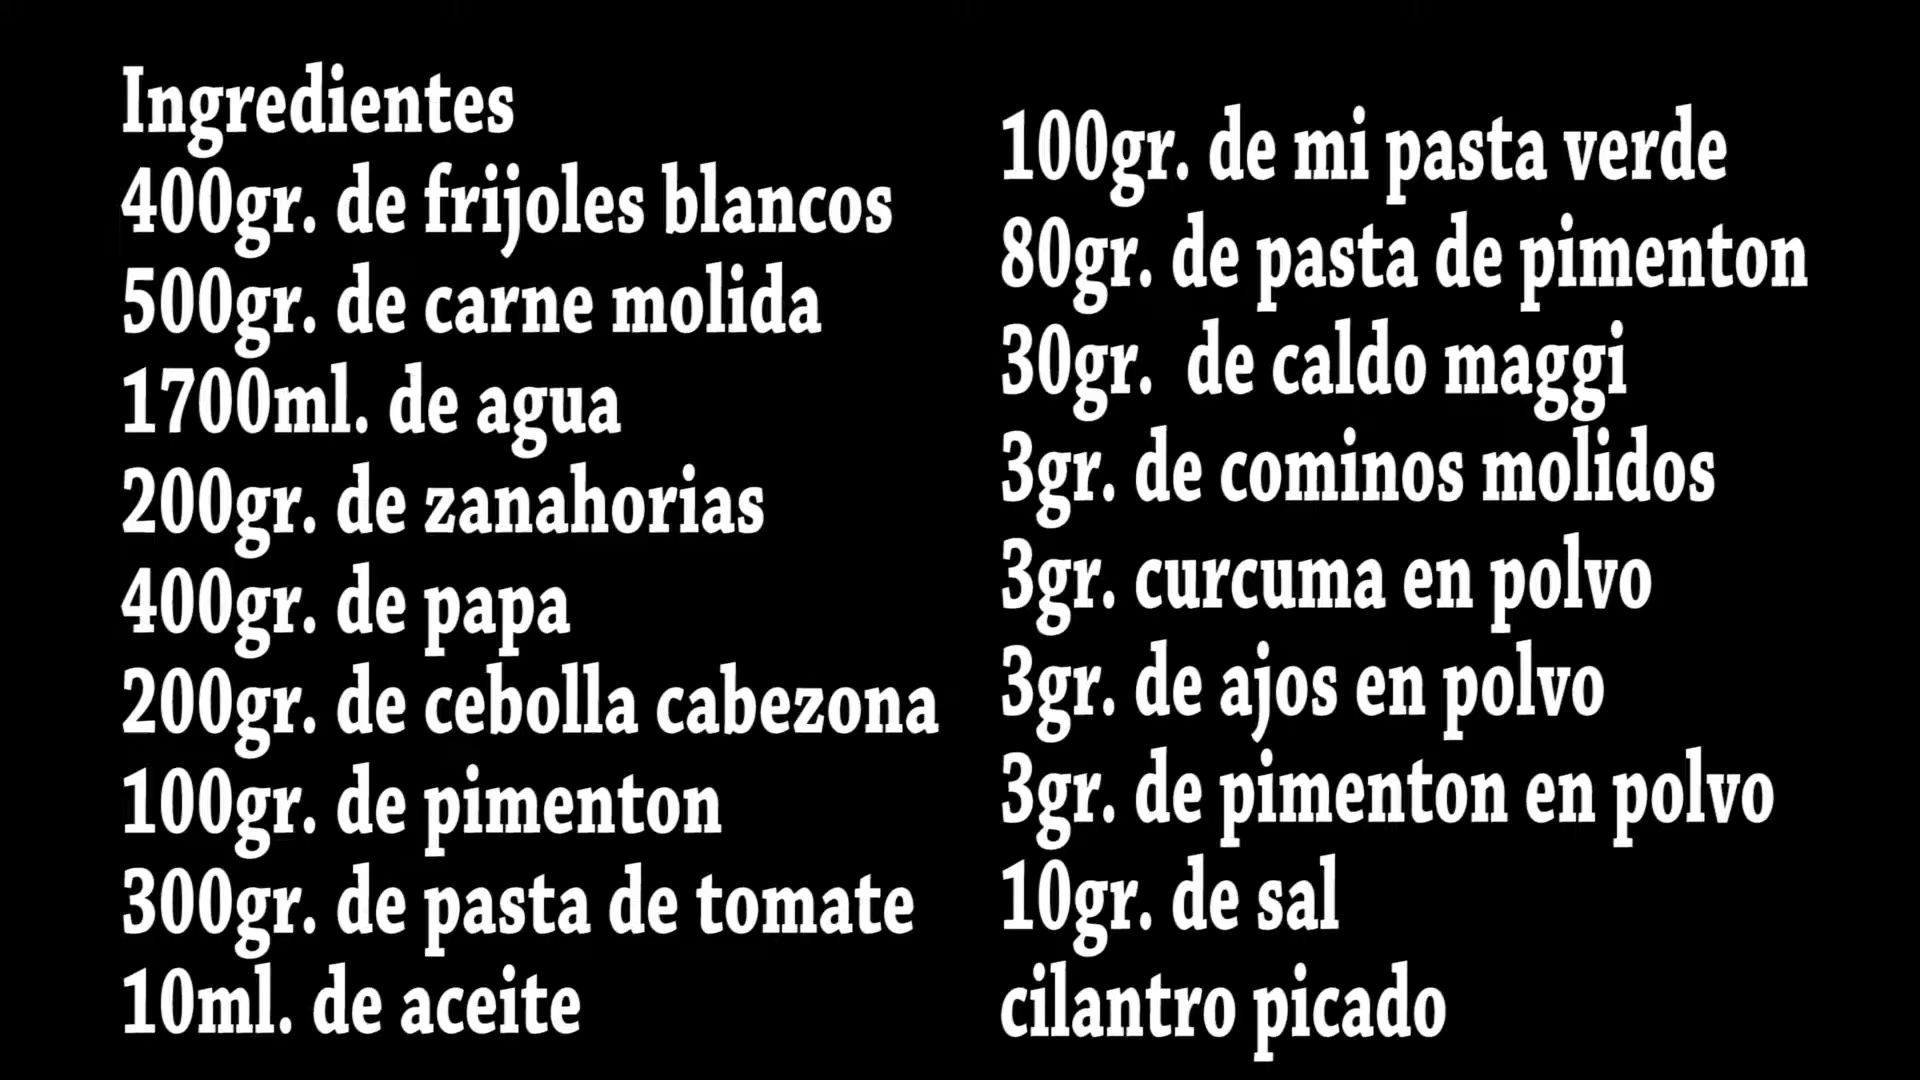 Ingredientes
400gr. de frijoles blancos
500gr. de carne molida
1700ml. de agua
200gr. de zanahorias
400gr. de papa
200gr. de cebolla cabezona
100gr. de pimenton
300gr. de pasta de tomate
10ml. de aceite
100gr. de mi pasta verde
80gr. de pasta de pimenton
30gr. de caldo maggi
3gr. de cominos molidos
3gr. curcuma en polvo
3gr. de ajos en polvo
3gr. de pimenton en polvo
10gr. de sal
cilantro picado